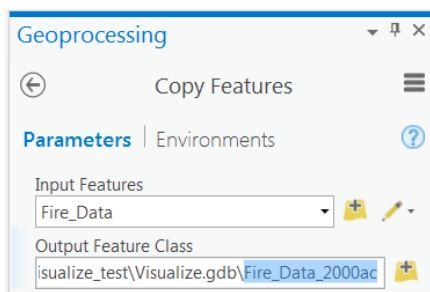 Geoprocessing
Copy Features
Parameters | Environments
Input Features
Fire_Data
Output Feature Class
isualize_test\Visualize.gdb\Fire_Data_2000ac